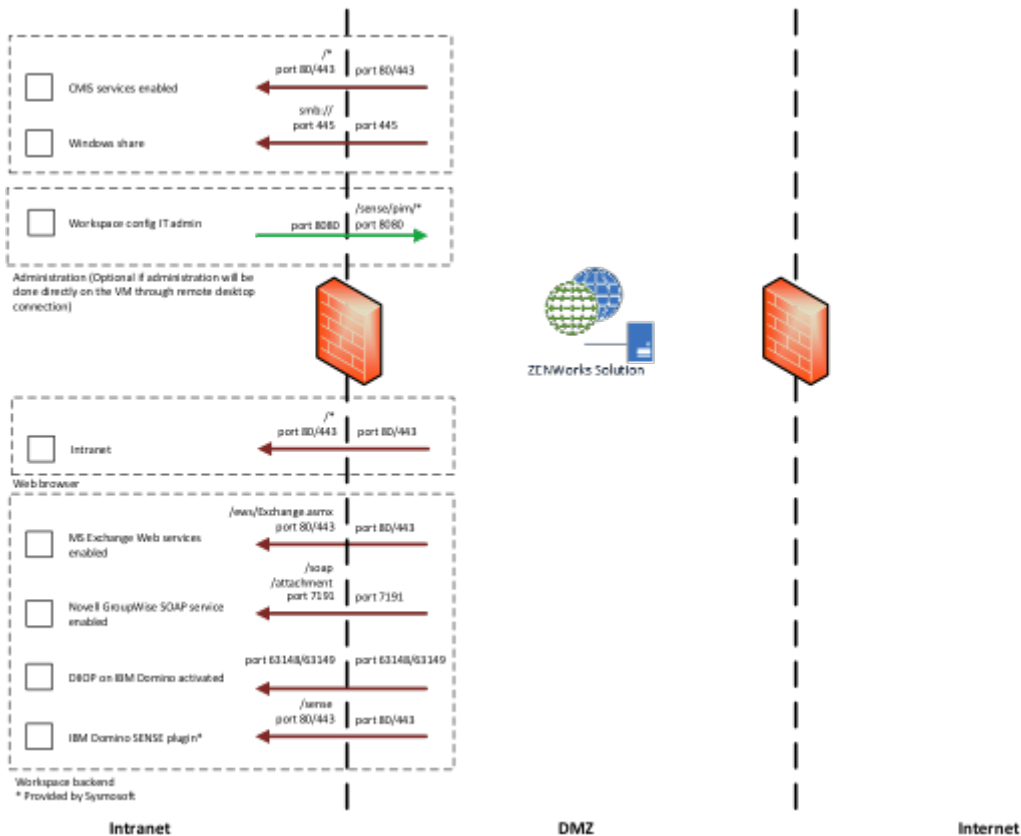 /*
port 80/443 port 80/443
CMIS services enabled
smb://
port 445 port 445
Windows share
/sense/pim/*
port 8080 port 8080
Workspace config IT admin
Administration (Optional if administration will be
done directly on the VM through remote desktop
connection)
ZENWorks Solution
/*
port 80/443 port 80/443
Intranet
Web browser
/ews/Exchange.asmx
port 80/443 port 80/443
MS Exchange Web services
enabled
/soap
/attachment
port 7191 port 7191
Novell GroupWise SOAP service
enabled
port 63148/63149 port 63148/63149
DIIOP on IBM Domino activated
/sense
port 80/443 port 80/443
IBM Domino SENSE plugin*
Workspace backend
* Provided by Sysmosoft
Intranet DMZ Internet